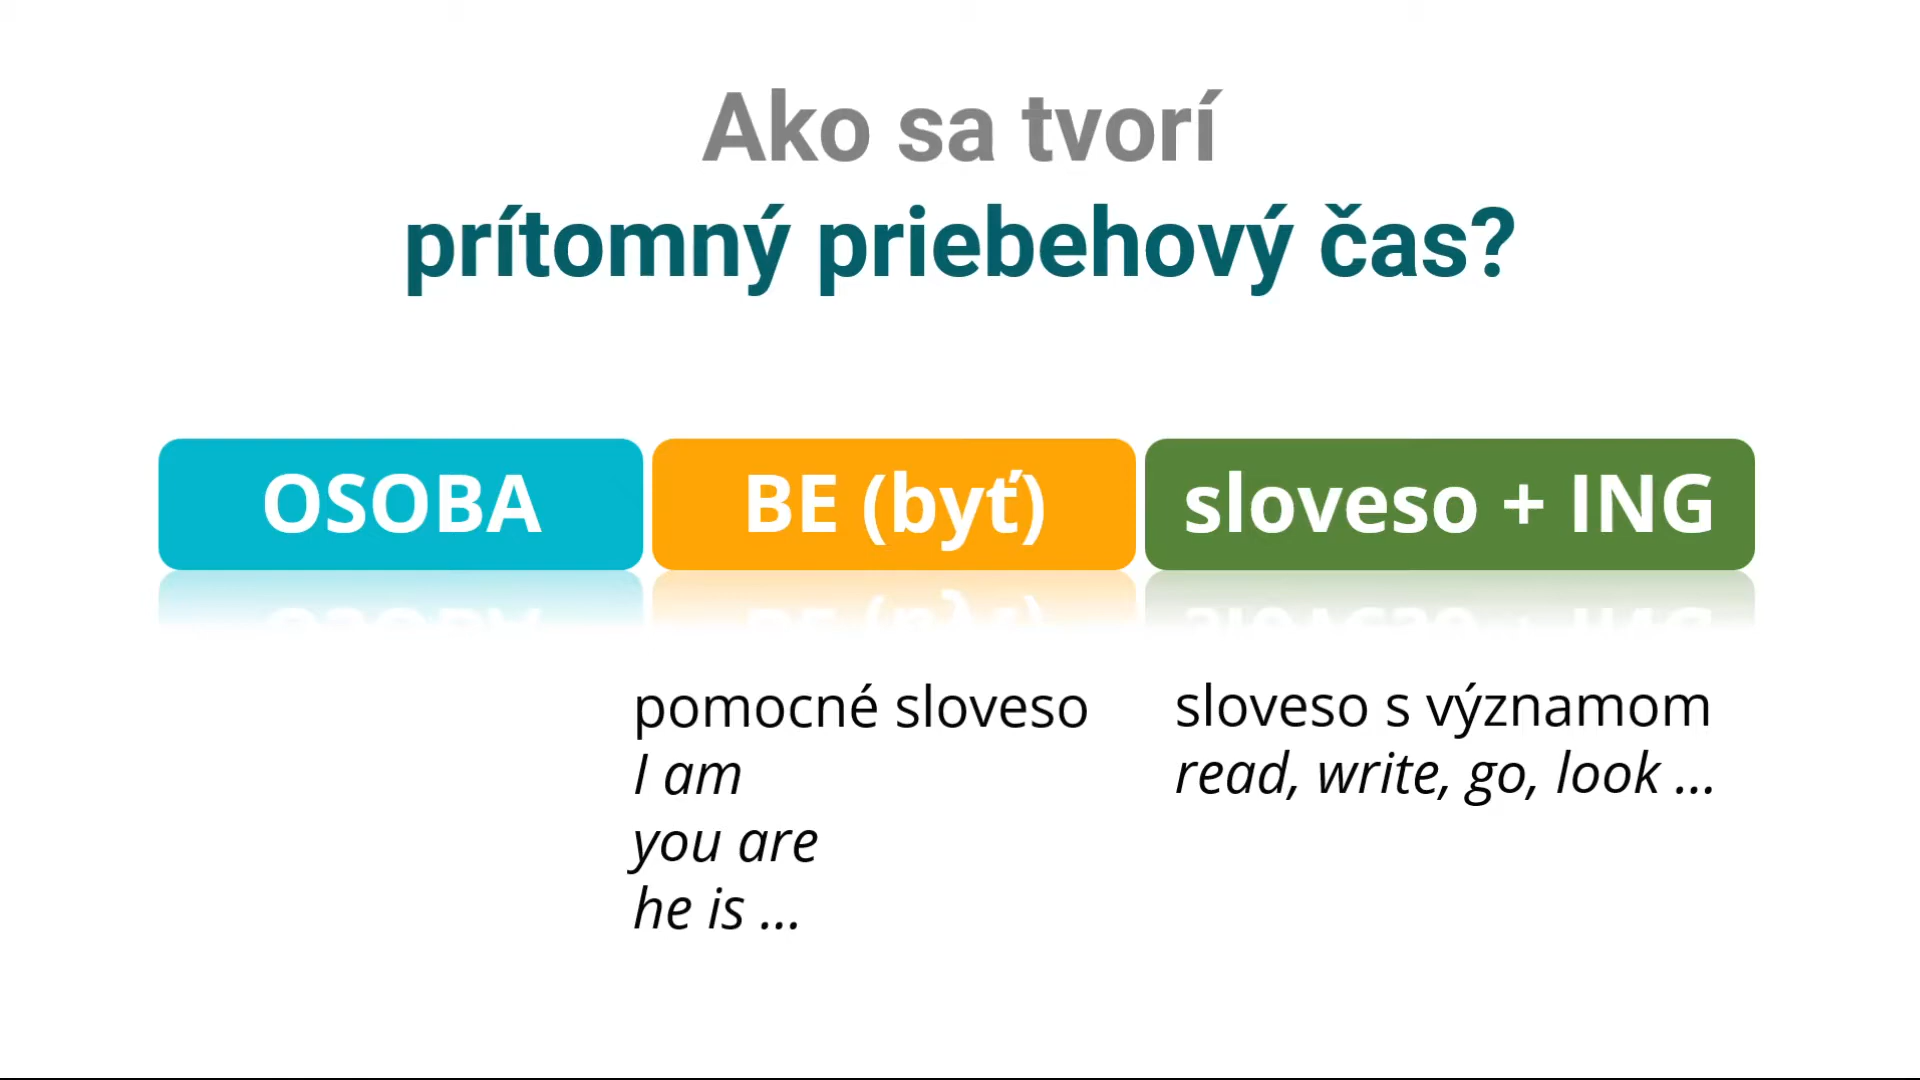 Ako sa tvorí
prítomný priebehový čas?
OSOBA
BE (byť)
sloveso + ING
pomocné sloveso
I am
you are
he is ...
sloveso s významom
read, write, go, look ...